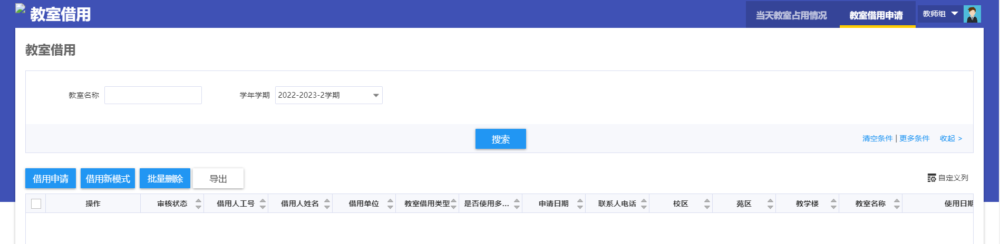 教室借用
当天教室占用情况 教室借用申请 教师组
教室借用
教室名称 学年学期 2022-2023-2学期
搜索
清空条件 | 更多条件 收起 >
借用申请 借用新模式 批量删除 导出 自定义列
操作 审核状态 借用人工号 借用人姓名 借用单位 教室借用类型 是否使用多... 申请日期 联系人电话 校区 苑区 教学楼 教室名称 使用日期